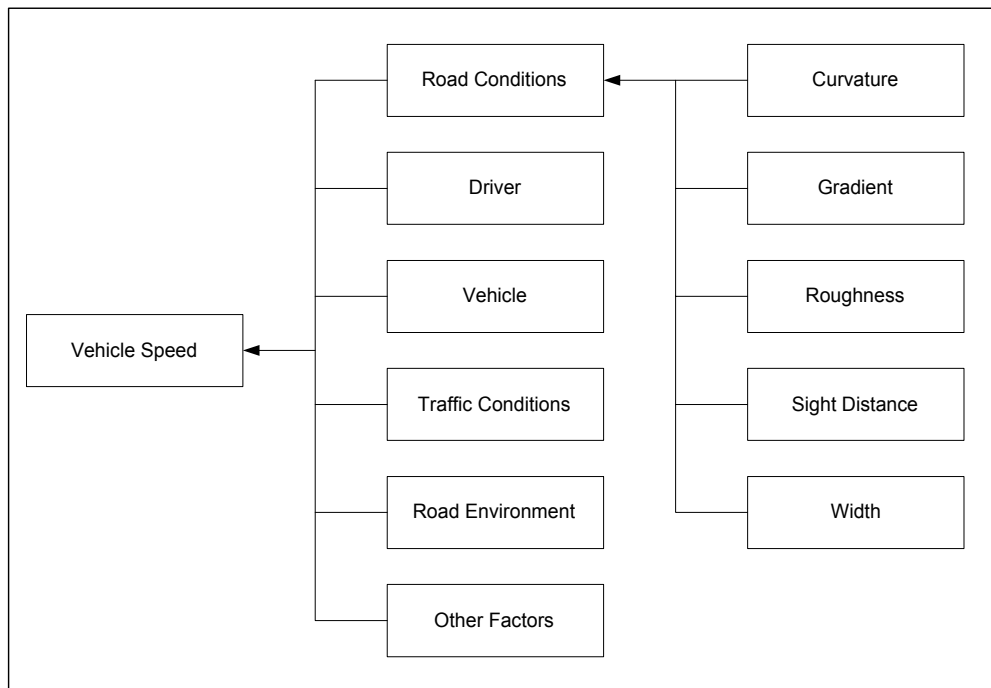 Road Conditions
Curvature
Driver
Gradient
Vehicle
Roughness
Vehicle Speed
Traffic Conditions
Sight Distance
Road Environment
Width
Other Factors